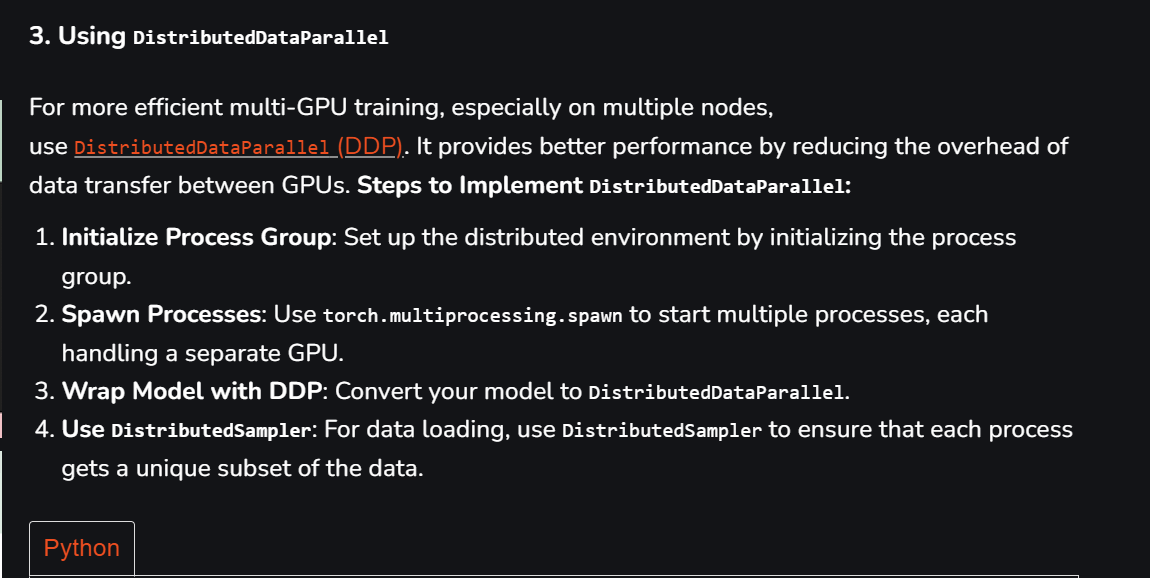 3. Using DistributedDataParallel
For more efficient multi-GPU training, especially on multiple nodes,
use DistributedDataParallel (DDP). It provides better performance by reducing the overhead of
data transfer between GPUs. Steps to Implement DistributedDataParallel:
1. Initialize Process Group: Set up the distributed environment by initializing the process
group.
2. Spawn Processes: Use torch.multiprocessing.spawn to start multiple processes, each
handling a separate GPU.
3. Wrap Model with DDP: Convert your model to DistributedDataParallel.
4. Use DistributedSampler: For data loading, use DistributedSampler to ensure that each process
gets a unique subset of the data.
Python